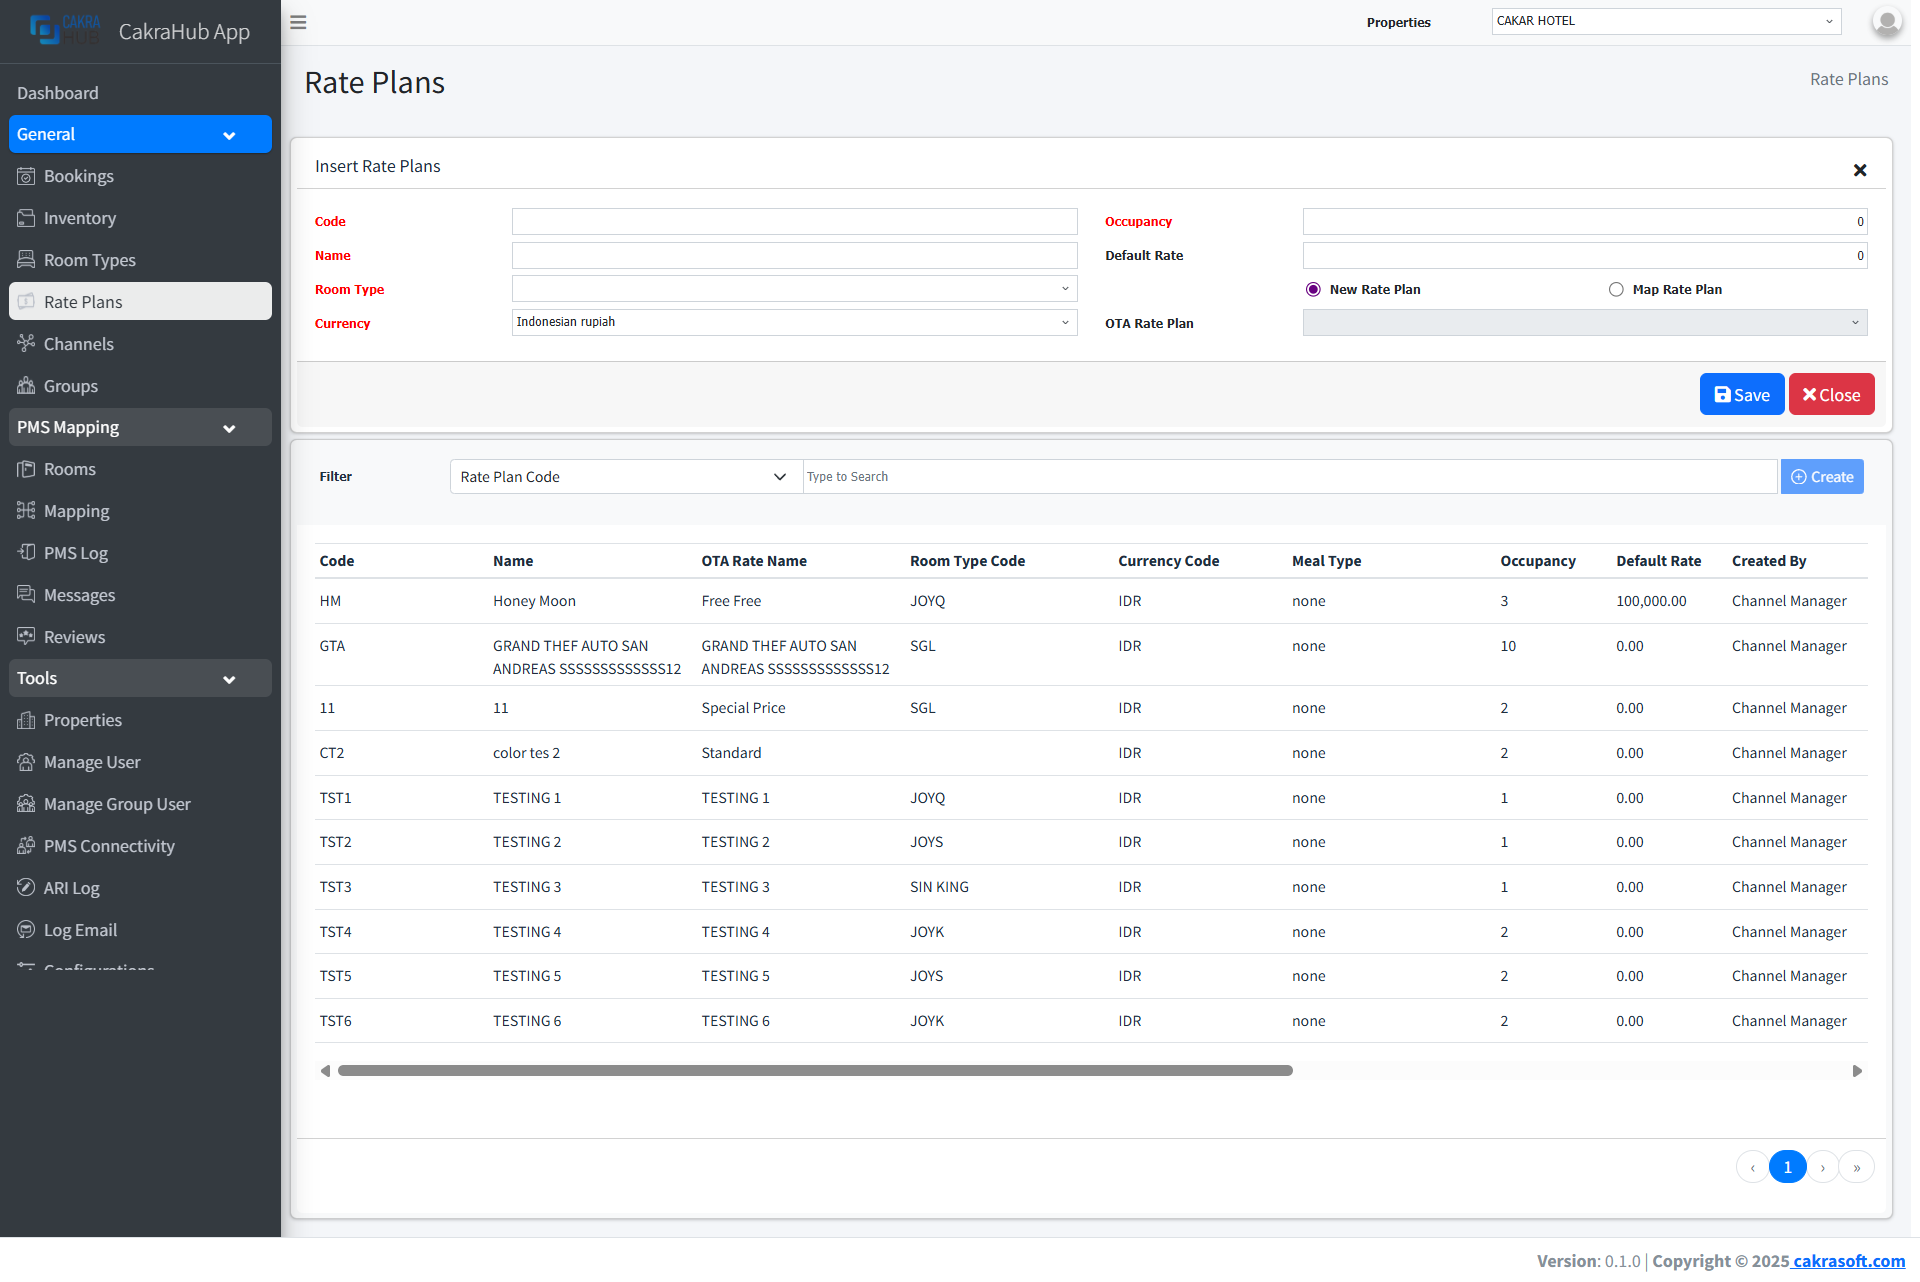 CAKRA
HUB
CakraHub App
Properties
CAKAR HOTEL
Dashboard
General
Bookings
Inventory
Room Types
Rate Plans
Channels
Groups
PMS Mapping
Rooms
Mapping
PMS Log
Messages
Reviews
Tools
Properties
Manage User
Manage Group User
PMS Connectivity
ARI Log
Log Email
Configurations
Rate Plans
Rate Plans
Insert Rate Plans
Code
Occupancy 0
Name
Default Rate 0
Room Type
New Rate Plan Map Rate Plan
Currency Indonesian rupiah
OTA Rate Plan
Save Close
Filter Rate Plan Code Type to Search Create
Code Name OTA Rate Name Room Type Code Currency Code Meal Type Occupancy Default Rate Created By
HM Honey Moon Free Free JOYQ IDR none 3 100,000.00 Channel Manager
GTA GRAND THEF AUTO SAN GRAND THEF AUTO SAN SGL IDR none 10 0.00 Channel Manager
ANDREAS SSSSSSSSSSSSS12 ANDREAS SSSSSSSSSSSSS12
11 11 Special Price SGL IDR none 2 0.00 Channel Manager
CT2 color tes 2 Standard IDR none 2 0.00 Channel Manager
TST1 TESTING 1 TESTING 1 JOYQ IDR none 1 0.00 Channel Manager
TST2 TESTING 2 TESTING 2 JOYS IDR none 1 0.00 Channel Manager
TST3 TESTING 3 TESTING 3 SIN KING IDR none 1 0.00 Channel Manager
TST4 TESTING 4 TESTING 4 JOYK IDR none 2 0.00 Channel Manager
TST5 TESTING 5 TESTING 5 JOYS IDR none 2 0.00 Channel Manager
TST6 TESTING 6 TESTING 6 JOYK IDR none 2 0.00 Channel Manager
‹ 1 › »
Version: 0.1.0 | Copyright © 2025 cakrasoft.com